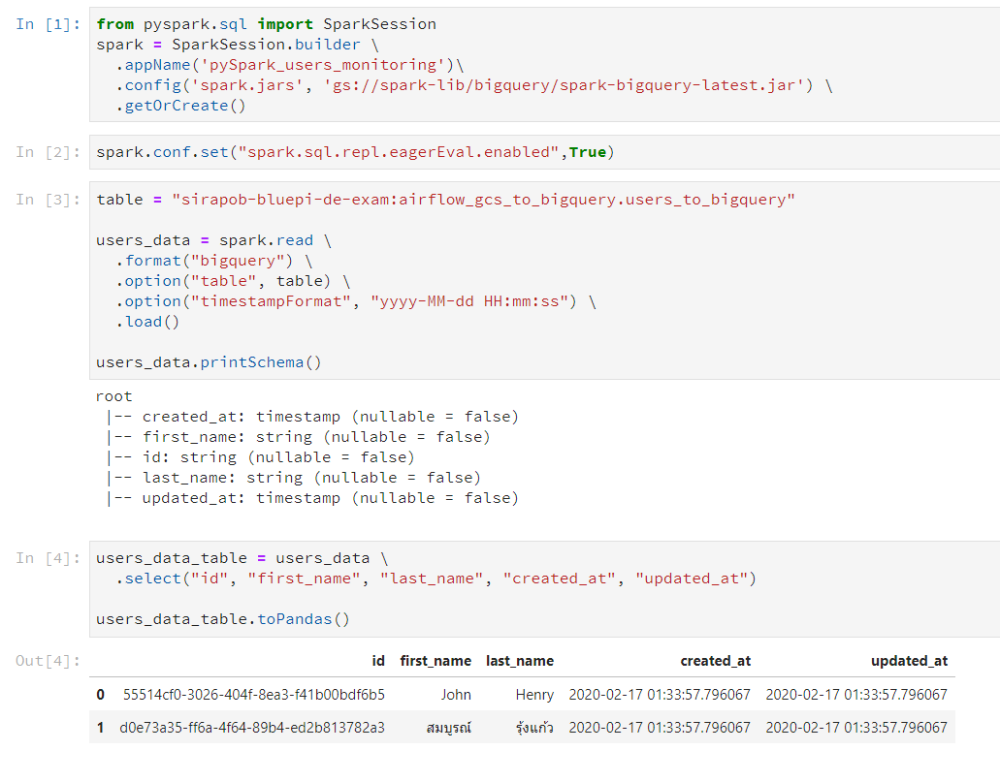 In [1]: from pyspark.sql import SparkSession
spark = SparkSession.builder \
  .appName('pySpark_users_monitoring')\
  .config('spark.jars', 'gs://spark-lib/bigquery/spark-bigquery-latest.jar') \
  .getOrCreate()
In [2]: spark.conf.set("spark.sql.repl.eagerEval.enabled",True)
In [3]: table = "sirapob-bluepi-de-exam:airflow_gcs_to_bigquery.users_to_bigquery"
users_data = spark.read \
  .format("bigquery") \
  .option("table", table) \
  .option("timestampFormat", "yyyy-MM-dd HH:mm:ss") \
  .load()
users_data.printSchema()
root
 |-- created_at: timestamp (nullable = false)
 |-- first_name: string (nullable = false)
 |-- id: string (nullable = false)
 |-- last_name: string (nullable = false)
 |-- updated_at: timestamp (nullable = false)
In [4]: users_data_table = users_data \
  .select("id", "first_name", "last_name", "created_at", "updated_at")
users_data_table.toPandas()
Out[4]: id first_name last_name created_at updated_at
0 55514cf0-3026-404f-8ea3-f41b00bdf6b5 John Henry 2020-02-17 01:33:57.796067 2020-02-17 01:33:57.796067
1 d0e73a35-ff6a-4f64-89b4-ed2b813782a3 สมบูรณ์ รุ้งแก้ว 2020-02-17 01:33:57.796067 2020-02-17 01:33:57.796067